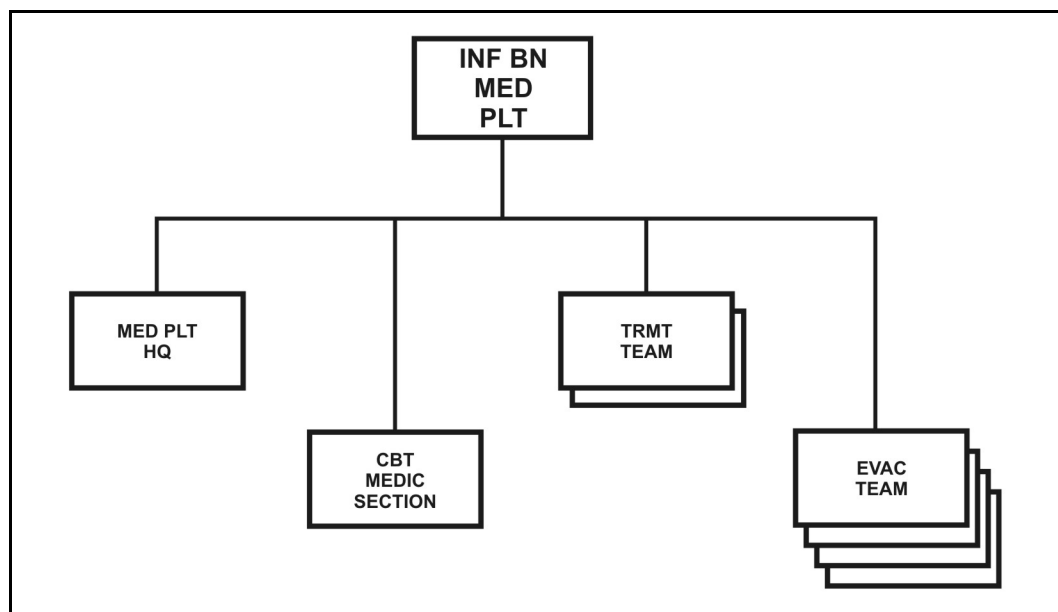 INF BN
MED
PLT
MED PLT
HQ
TRMT
TEAM
CBT
MEDIC
SECTION
EVAC
TEAM